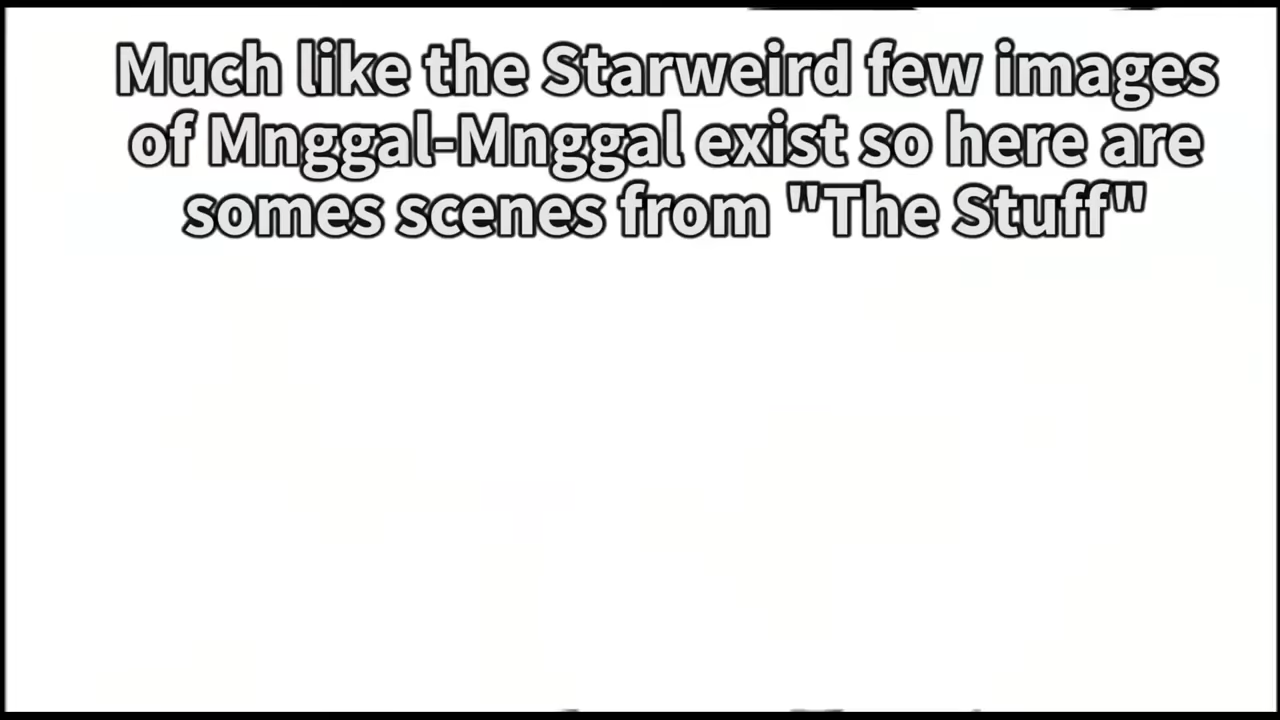 Much like the Starweird few images
of Mnggal-Mnggal exist so here are
somes scenes from "The Stuff"